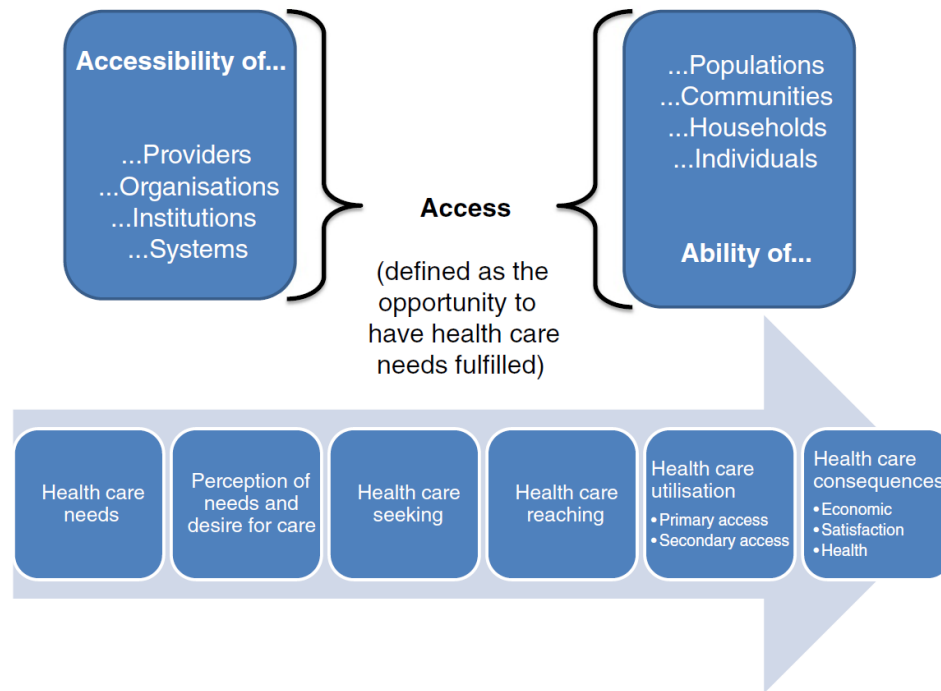 Accessibility of...
...Providers
...Organisations
...Institutions
...Systems
Access
(defined as the
opportunity to
have health care
needs fulfilled)
...Populations
...Communities
...Households
...Individuals
Ability of...
Health care
needs
Perception of
needs and
desire for care
Health care
seeking
Health care
reaching
Health care
utilisation
• Primary access
• Secondary access
Health care
consequences
• Economic
• Satisfaction
• Health